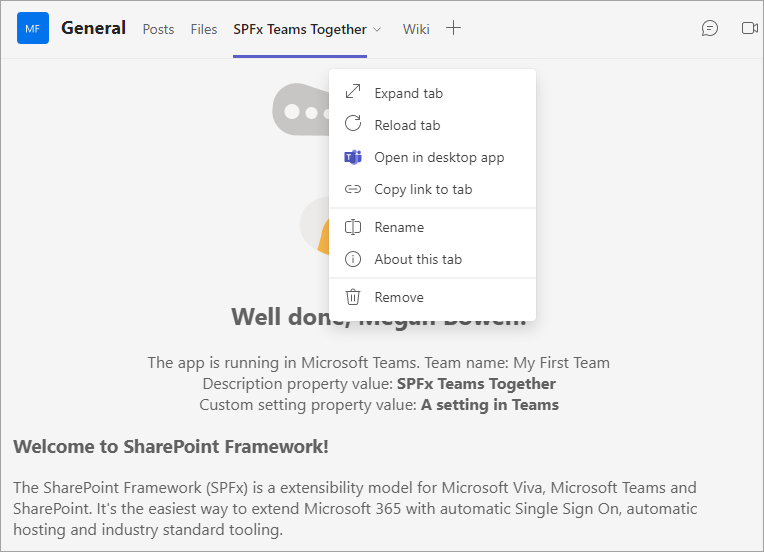 MF General Posts Files SPFx Teams Together Wiki
Expand tab
Reload tab
Open in desktop app
Copy link to tab
Rename
About this tab
Remove
Well done, Megan Bowen!
The app is running in Microsoft Teams. Team name: My First Team
Description property value: SPFx Teams Together
Custom setting property value: A setting in Teams
Welcome to SharePoint Framework!
The SharePoint Framework (SPFx) is a extensibility model for Microsoft Viva, Microsoft Teams and
SharePoint. It's the easiest way to extend Microsoft 365 with automatic Single Sign On, automatic
hosting and industry standard tooling.